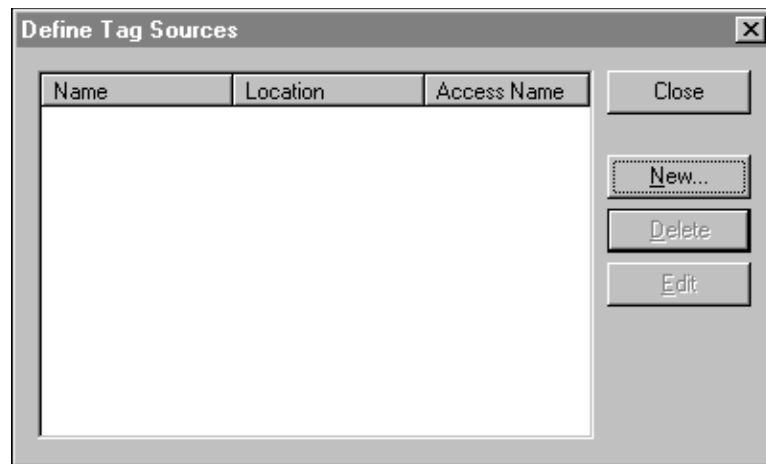 Define Tag Sources
Name Location Access Name
Close
New...
Delete
Edit